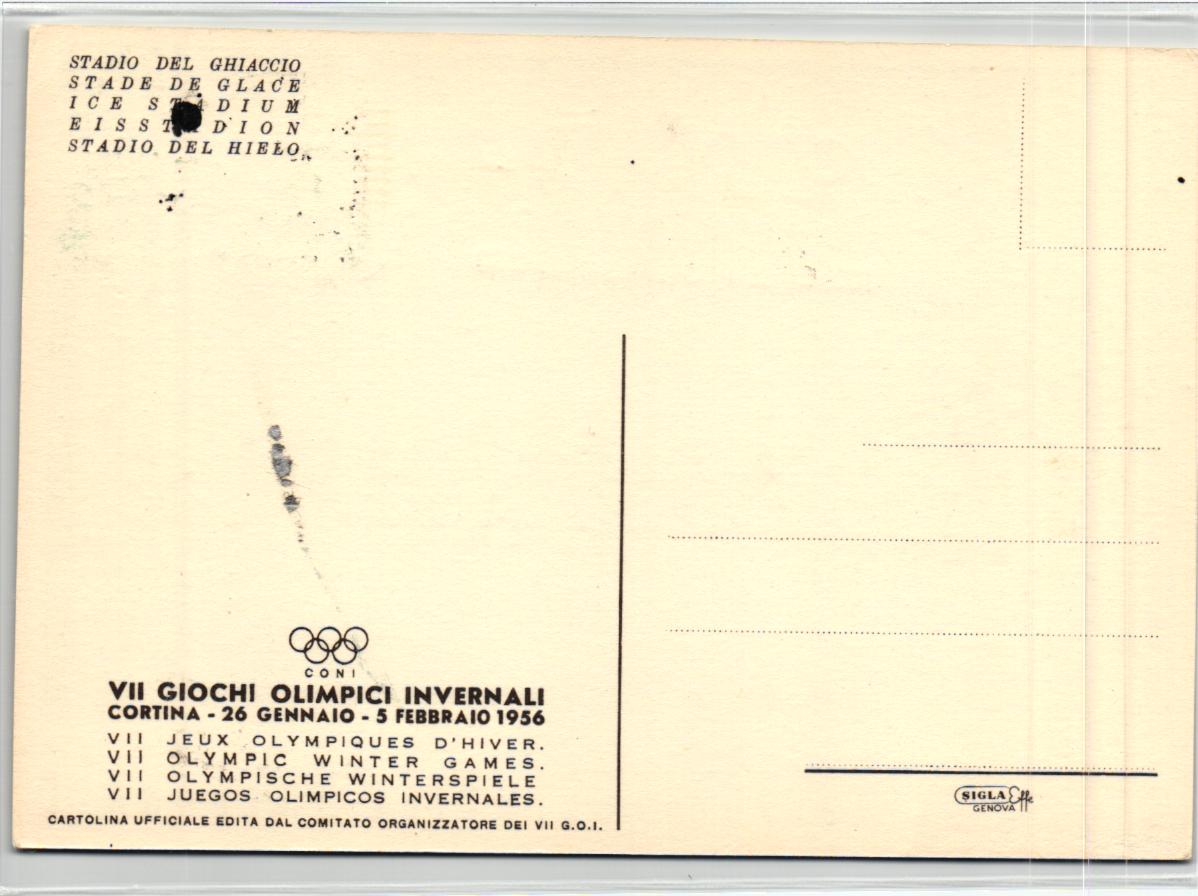 STADIO DEL GHIACCIO
STADE DE GLACE
ICE STADIUM
EISSTADION
STADIO DEL HIELO
CONI
VII GIOCHI OLIMPICI INVERNALI
CORTINA - 26 GENNAIO - 5 FEBBRAIO 1956
VII JEUX OLYMPIQUES D'HIVER.
VII OLYMPIC WINTER GAMES.
VII OLYMPISCHE WINTERSPIELE
VII JUEGOS OLIMPICOS INVERNALES.
CARTOLINA UFFICIALE EDITA DAL COMITATO ORGANIZZATORE DEI VII G.O.I.
SIGLA Effe
GENOVA